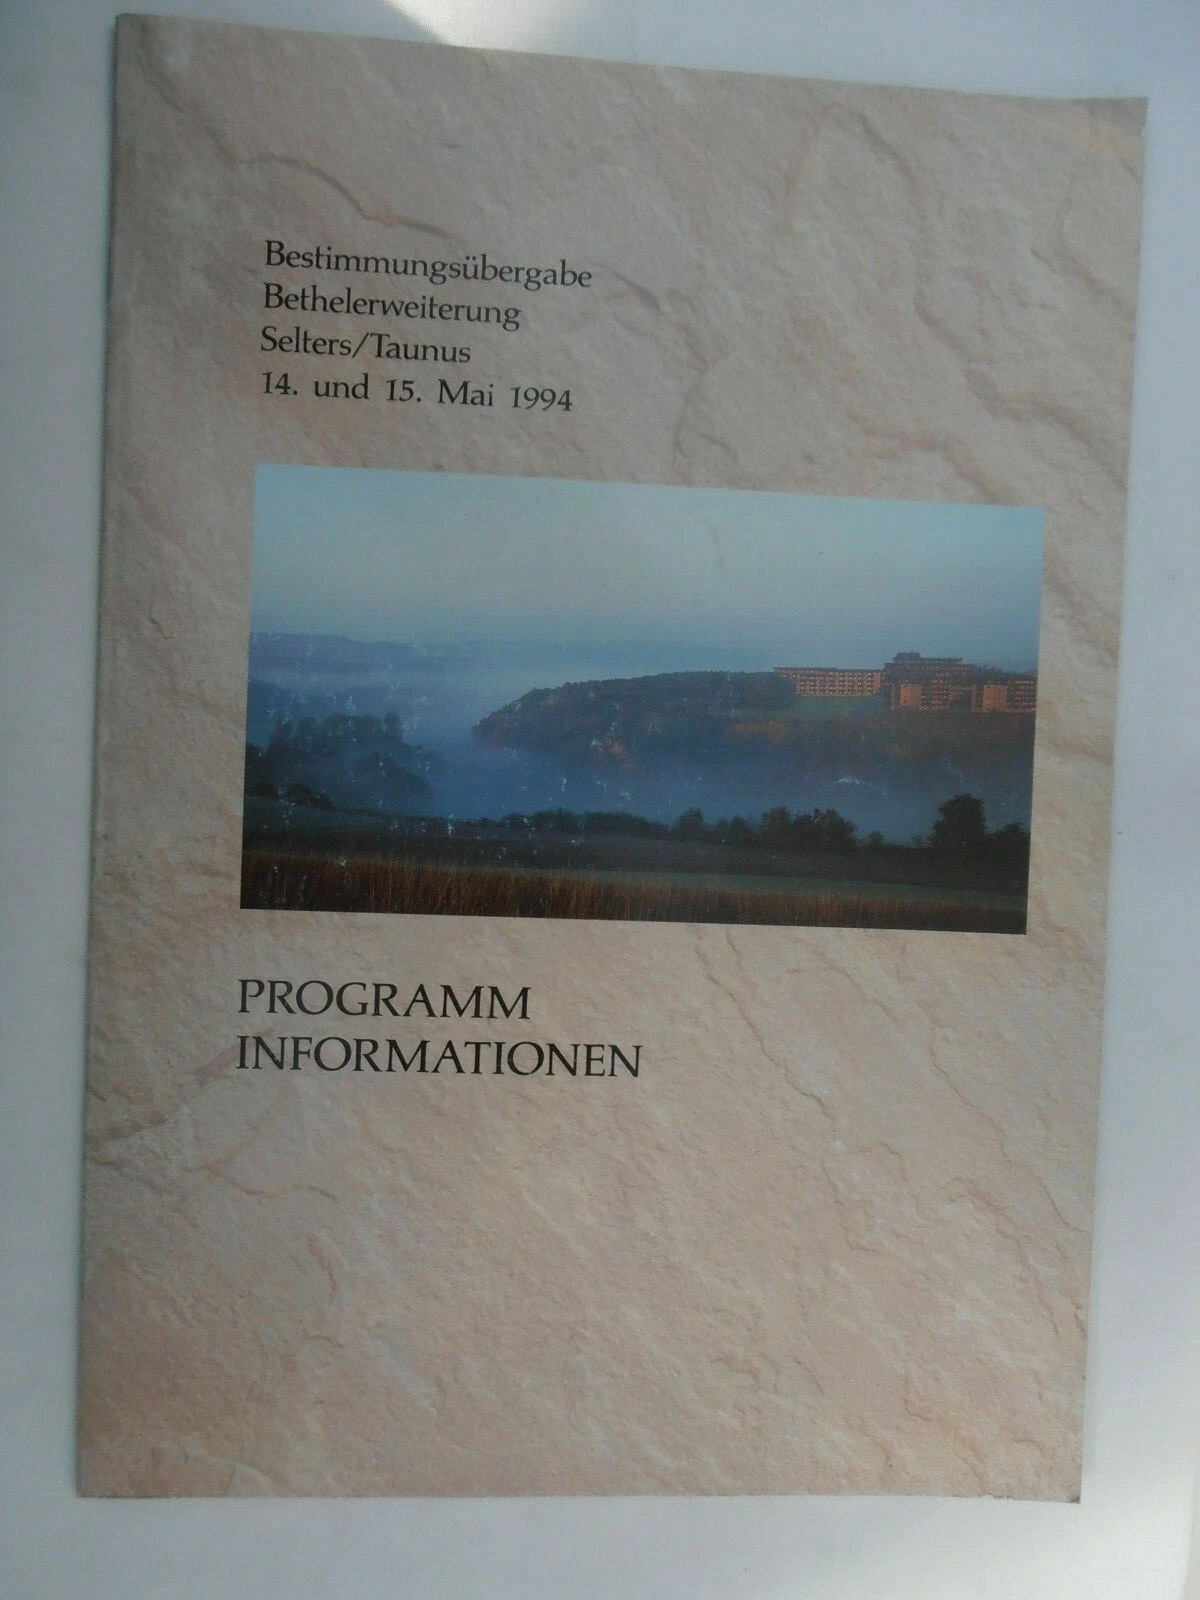 Bestimmungsübergabe
Bethelerweiterung
Selters/Taunus
14. und 15. Mai 1994
PROGRAMM
INFORMATIONEN